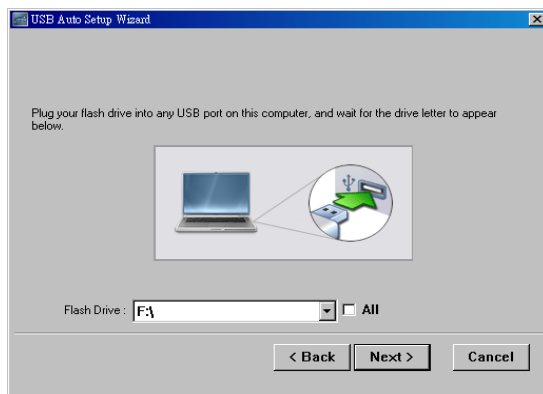 USB Auto Setup Wizard
Plug your flash drive into any USB port on this computer, and wait for the drive letter to appear
below.
Flash Drive : F:\ All
< Back Next > Cancel